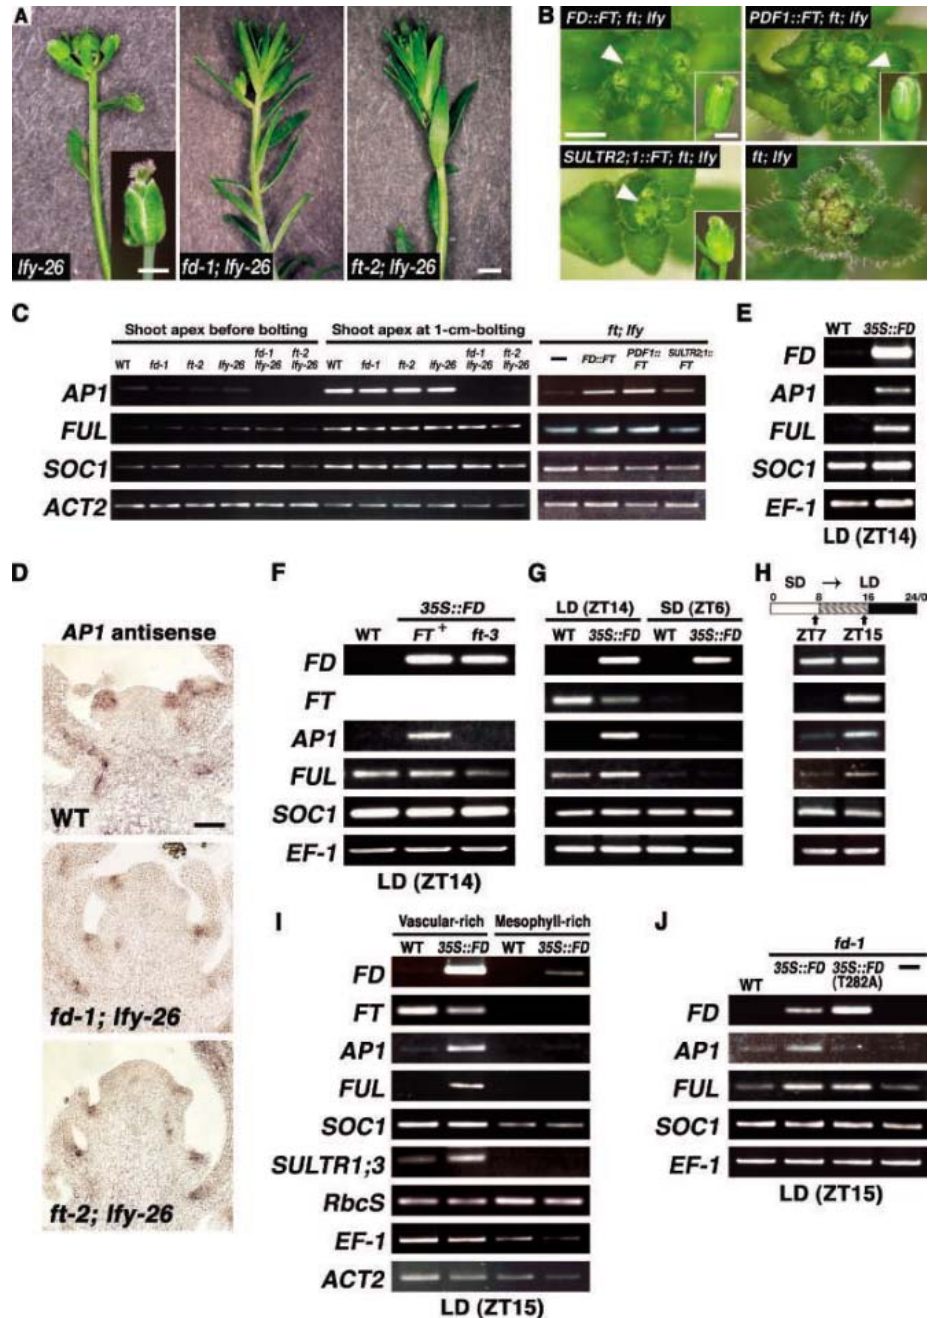 A
lfy-26
fd-1; lfy-26
ft-2; lfy-26
B
FD::FT; ft; lfy
PDF1::FT; ft; lfy
SULTR2;1::FT; ft; lfy
ft; lfy
C
Shoot apex before bolting
Shoot apex at 1-cm-bolting
ft; lfy
WT fd-1 ft-2 lfy-26 fd-1 lfy-26 ft-2 lfy-26
WT fd-1 ft-2 lfy-26 fd-1 lfy-26 ft-2 lfy-26
— FD::FT PDF1::FT SULTR2;1::FT
AP1
FUL
SOC1
ACT2
E
WT 35S::FD
FD
AP1
FUL
SOC1
EF-1
LD (ZT14)
D
AP1 antisense
WT
fd-1; lfy-26
ft-2; lfy-26
F
35S::FD
WT FT+ ft-3
FD
AP1
FUL
SOC1
EF-1
LD (ZT14)
G
LD (ZT14) SD (ZT6)
WT 35S::FD WT 35S::FD
FT
H
SD → LD
0 8 16 24/0
ZT7 ZT15
I
Vascular-rich Mesophyll-rich
WT 35S::FD WT 35S::FD
FD
FT
AP1
FUL
SOC1
SULTR1;3
RbcS
EF-1
ACT2
LD (ZT15)
J
fd-1
WT 35S::FD 35S::FD (T282A) —
FD
AP1
FUL
SOC1
EF-1
LD (ZT15)